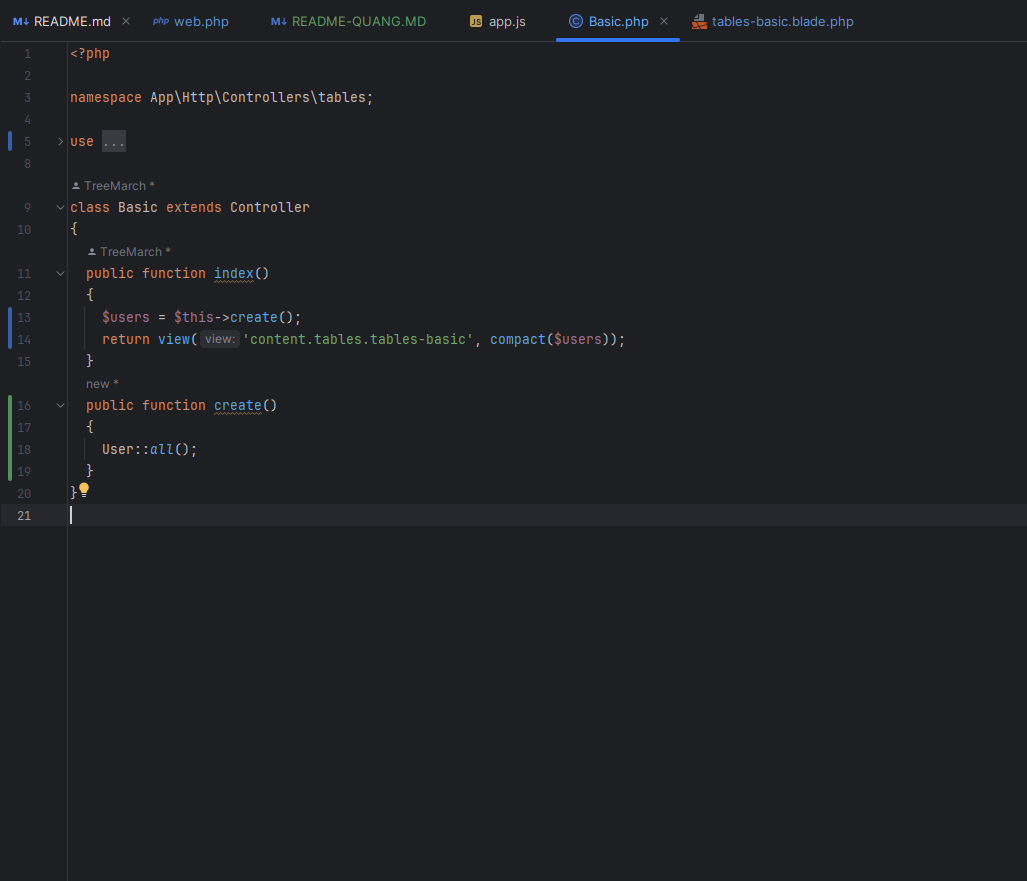 M↓ README.md × php web.php M↓ README-QUANG.MD JS app.js C Basic.php × tables-basic.blade.php
1 <?php
2
3 namespace App\Http\Controllers\tables;
4
5 use ...
8
TreeMarch *
9 class Basic extends Controller
10 {
TreeMarch *
11 public function index()
12 {
13 $users = $this->create();
14 return view( view: 'content.tables.tables-basic', compact($users));
15 }
new *
16 public function create()
17 {
18 User::all();
19 }
20 }
21